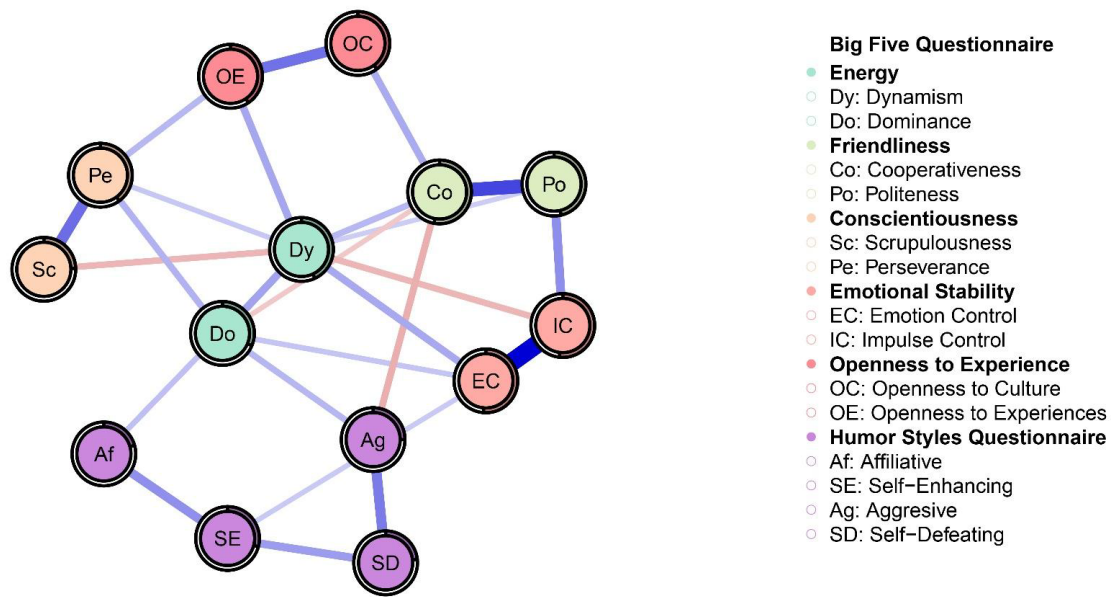 OC
OE
Pe
Co
Po
Dy
Sc
Do
IC
EC
Ag
Af
SE
SD
Big Five Questionnaire
Energy
Dy: Dynamism
Do: Dominance
Friendliness
Co: Cooperativeness
Po: Politeness
Conscientiousness
Sc: Scrupulousness
Pe: Perseverance
Emotional Stability
EC: Emotion Control
IC: Impulse Control
Openness to Experience
OC: Openness to Culture
OE: Openness to Experiences
Humor Styles Questionnaire
Af: Affiliative
SE: Self−Enhancing
Ag: Aggresive
SD: Self−Defeating